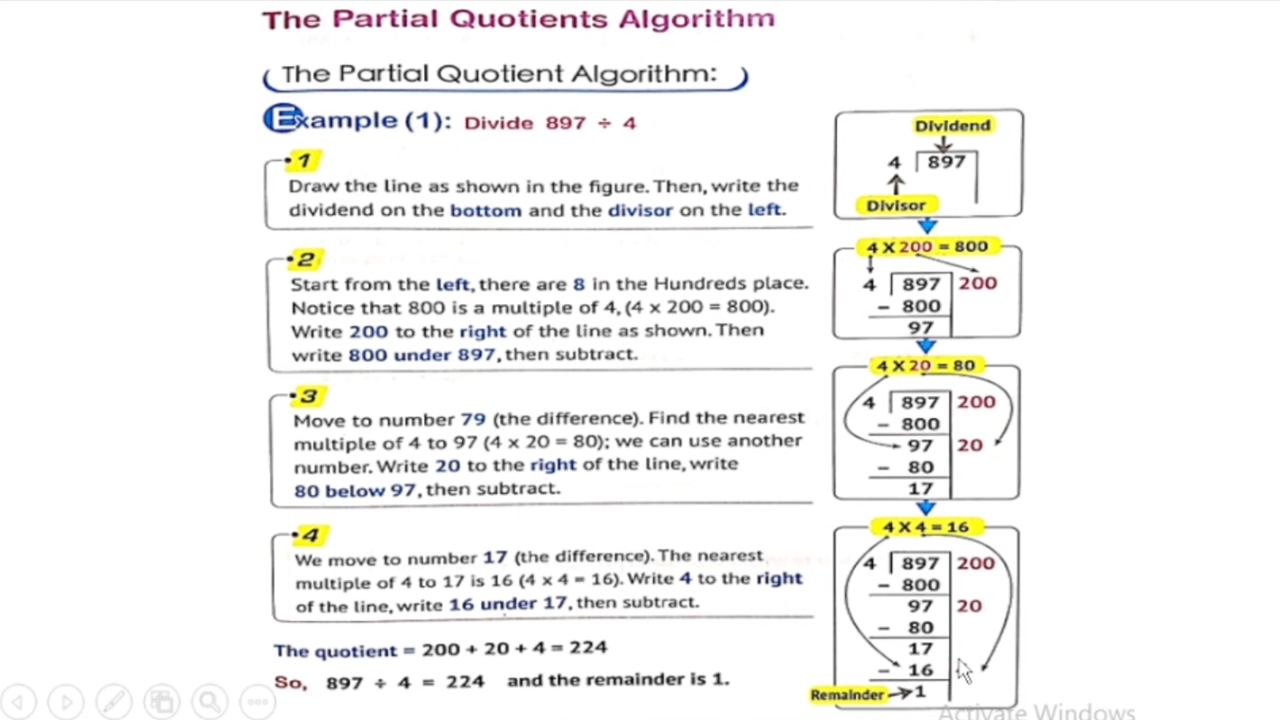 The Partial Quotients Algorithm
The Partial Quotient Algorithm:
Example (1): Divide 897 ÷ 4
• 1
Draw the line as shown in the figure. Then, write the
dividend on the bottom and the divisor on the left.
• 2
Start from the left, there are 8 in the Hundreds place.
Notice that 800 is a multiple of 4, (4 x 200 = 800).
Write 200 to the right of the line as shown. Then
write 800 under 897, then subtract.
• 3
Move to number 79 (the difference). Find the nearest
multiple of 4 to 97 (4 x 20 = 80); we can use another
number. Write 20 to the right of the line, write
80 below 97, then subtract.
• 4
We move to number 17 (the difference). The nearest
multiple of 4 to 17 is 16 (4 x 4 = 16). Write 4 to the right
of the line, write 16 under 17, then subtract.
The quotient = 200 + 20 + 4 = 224
So, 897 ÷ 4 = 224 and the remainder is 1.
Dividend
4 897
Divisor
4 X 200 = 800
4 897 200
- 800
97
4 X 20 = 80
4 897 200
- 800
97 20
- 80
17
4 X 4 = 16
4 897 200
- 800
97 20
- 80
17
- 16
Remainder 1
Activate Windows